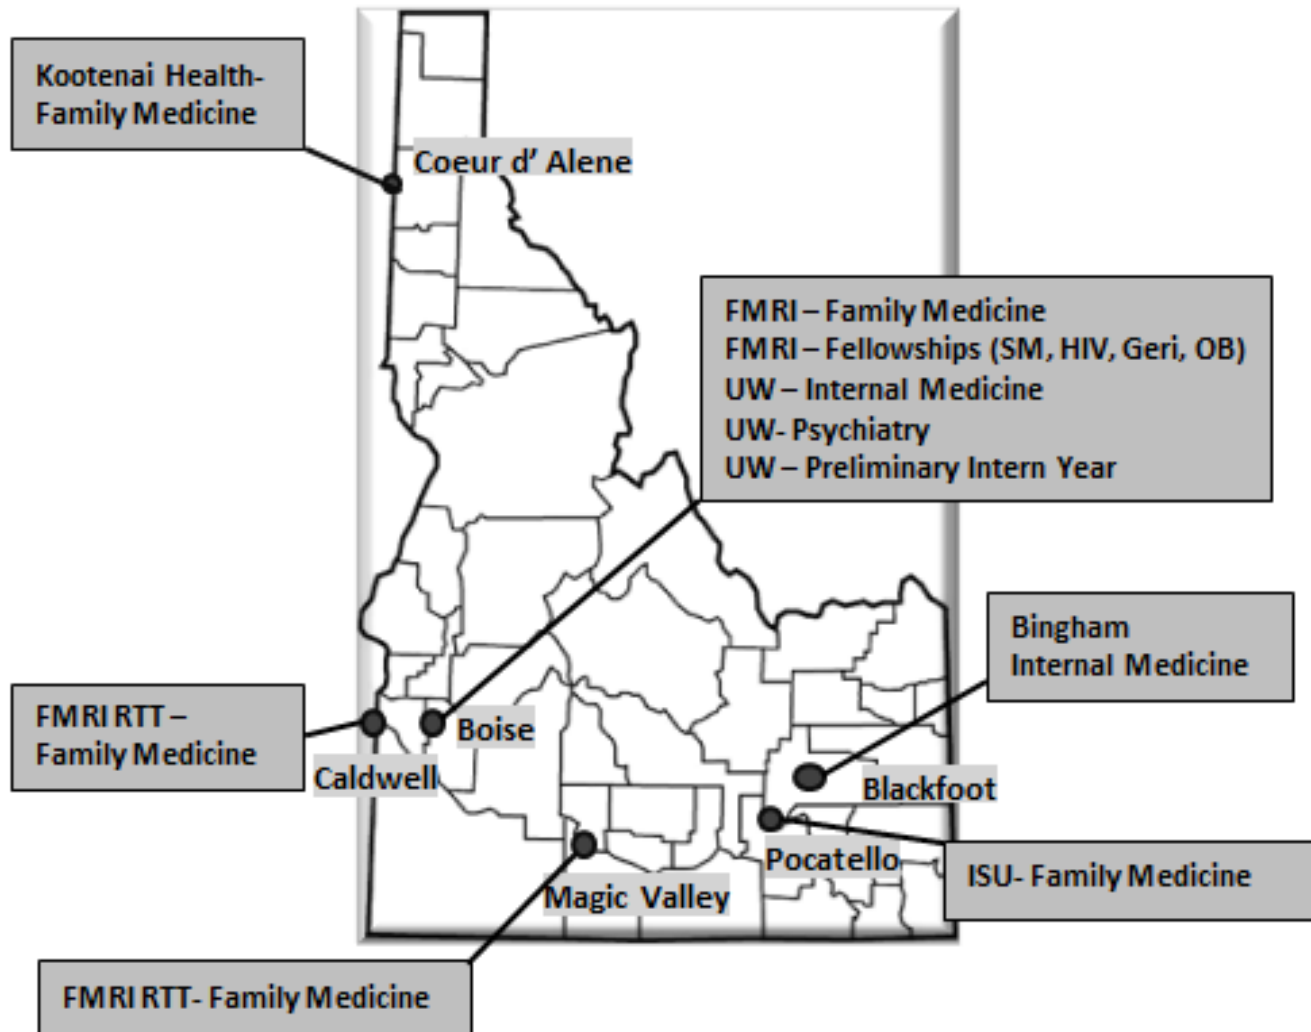 Kootenai Health-
Family Medicine
Coeur d’ Alene
FMRI – Family Medicine
FMRI – Fellowships (SM, HIV, Geri, OB)
UW – Internal Medicine
UW- Psychiatry
UW – Preliminary Intern Year
Bingham
Internal Medicine
FMRI RTT –
Family Medicine
Boise
Caldwell
Blackfoot
Pocatello
ISU- Family Medicine
Magic Valley
FMRI RTT- Family Medicine